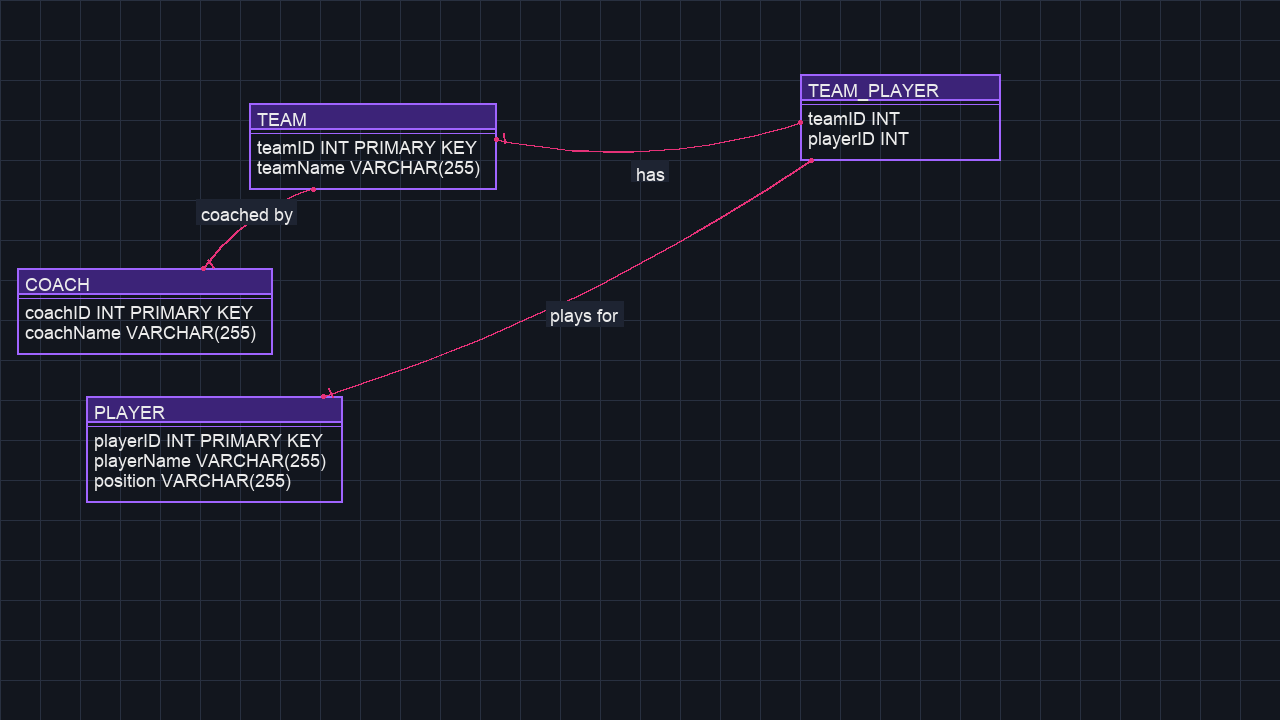 TEAM_PLAYER
teamID INT
playerID INT
TEAM
teamID INT PRIMARY KEY
teamName VARCHAR(255)
has
coached by
COACH
coachID INT PRIMARY KEY
coachName VARCHAR(255)
plays for
PLAYER
playerID INT PRIMARY KEY
playerName VARCHAR(255)
position VARCHAR(255)